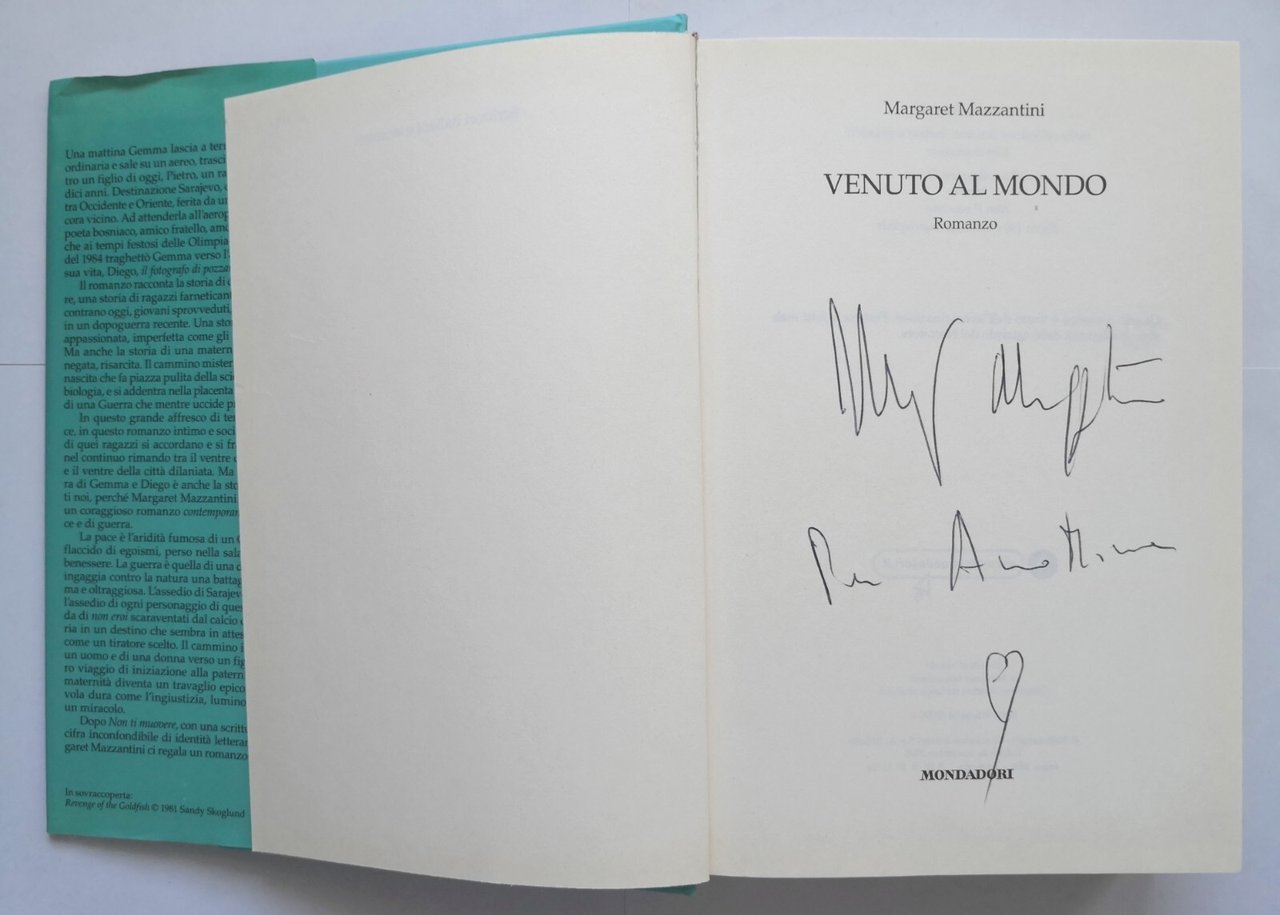 Una mattina Gemma lascia a ter
ordinaria e sale su un aereo, trasci
tro un figlio di oggi, Pietro, un ra
dici anni. Destinazione Sarajevo,
tra Occidente e Oriente, ferita da un
cora vicino. Ad attenderla all'aerop
poeta bosniaco, amico fratello, amo
che ai tempi festosi delle Olimpia
del 1984 traghettò Gemma verso l'
sua vita, Diego, il fotografo di pozza
Il romanzo racconta la storia di
re, una storia di ragazzi farneticant
contrano oggi, giovani sprovveduti,
in un dopoguerra recente. Una sto
appassionata, imperfetta come gli
Ma anche la storia di una matern
negata, risarcita. Il cammino mister
nascita che fa piazza pulita della sci
biologia, e si addentra nella placenta
di una Guerra che mentre uccide p
In questo grande affresco di te
ce, in questo romanzo intimo e soci
di quei ragazzi si accordano e si fr
nel continuo rimando tra il ventre
e il ventre della città dilaniata. Ma
ra di Gemma e Diego è anche la sto
ti noi, perché Margaret Mazzantini
un coraggioso romanzo contemporan
ce e di guerra.
La pace è l'aridità fumosa di un
flaccido di egoismi, perso nella sala
benessere. La guerra è quella di una
ingaggia contro la natura una battag
ma e oltraggiosa. L'assedio di Sarajev
l'assedio di ogni personaggio di ques
da di non eroi scaraventati dal calcio
ria in un destino che sembra in attes
come un tiratore scelto. Il cammino i
un uomo e di una donna verso un fig
ro viaggio di iniziazione alla patern
maternità diventa un travaglio epico
vola dura come l'ingiustizia, lumino
un miracolo.
Dopo Non ti muovere, con una scrittu
cifra inconfondibile di identità letterar
garet Mazzantini ci regala un romanzo
In sovraccoperta:
Revenge of the Goldfish © 1981 Sandy Skoglund
Margaret Mazzantini
VENUTO AL MONDO
Romanzo
Per
MONDADORI